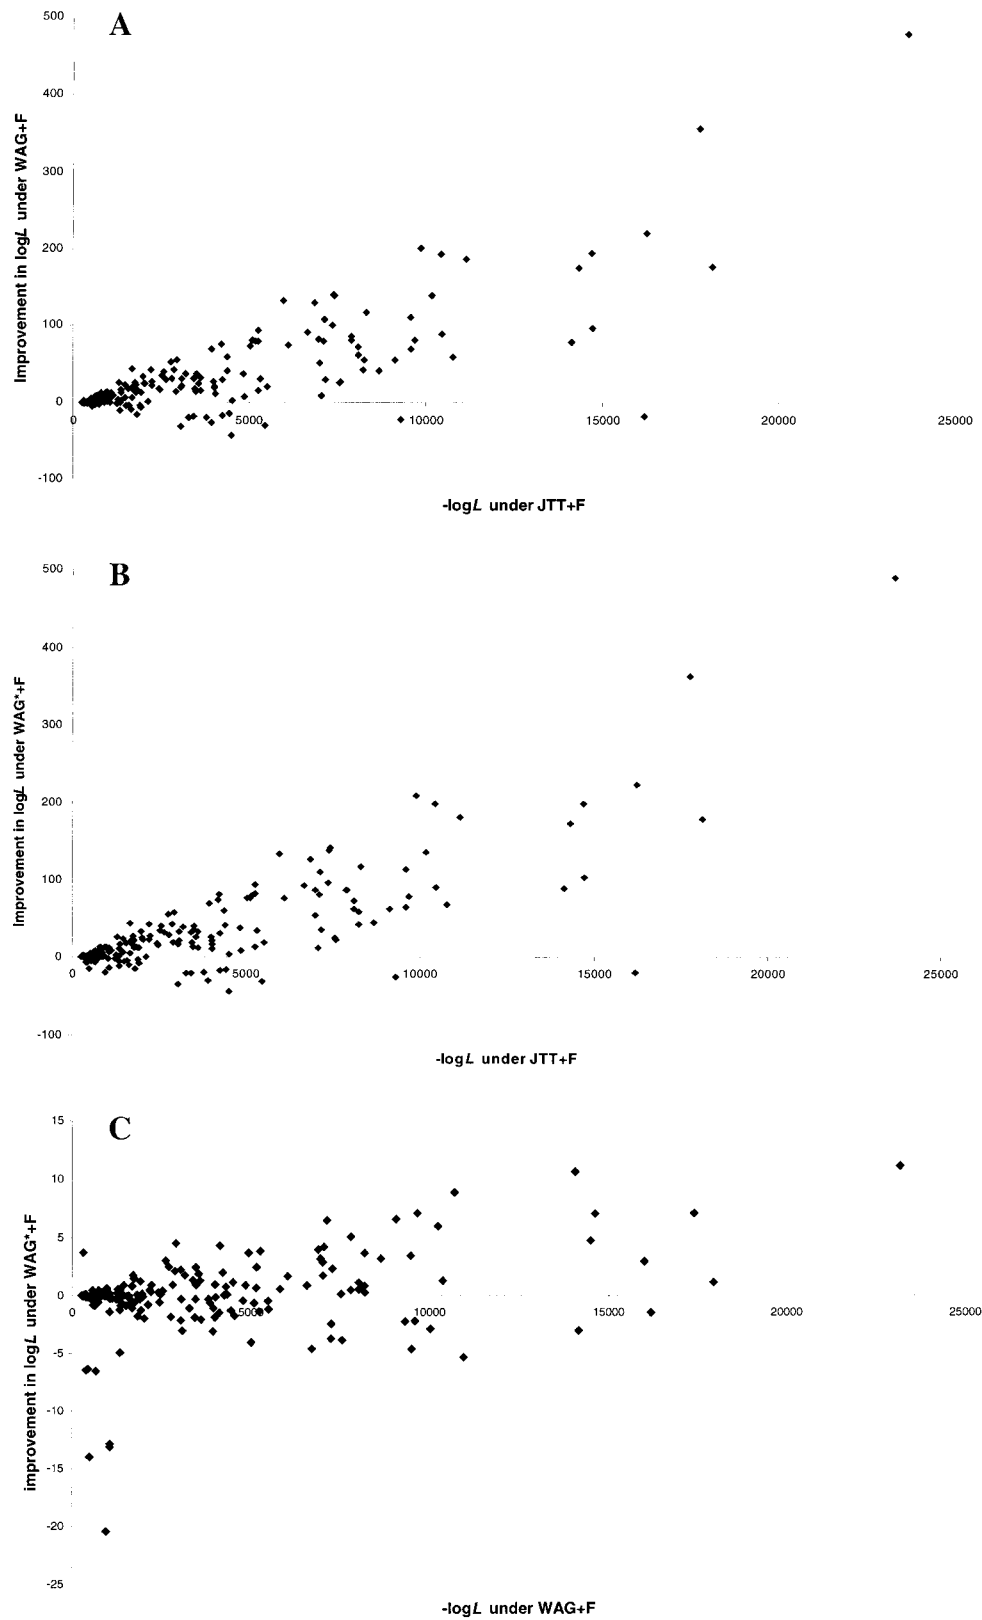 A
500
400
300
200
100
0
-100
0 5000 10000 15000 20000 25000
Improvement in logL under WAG+F
-logL under JTT+F
B
500
400
300
200
100
0
-100
0 5000 10000 15000 20000 25000
Improvement in logL under WAG*+F
-logL under JTT+F
C
15
10
5
0
-5
-10
-15
-20
-25
0 5000 10000 15000 20000 25000
improvement in logL under WAG*+F
-logL under WAG+F